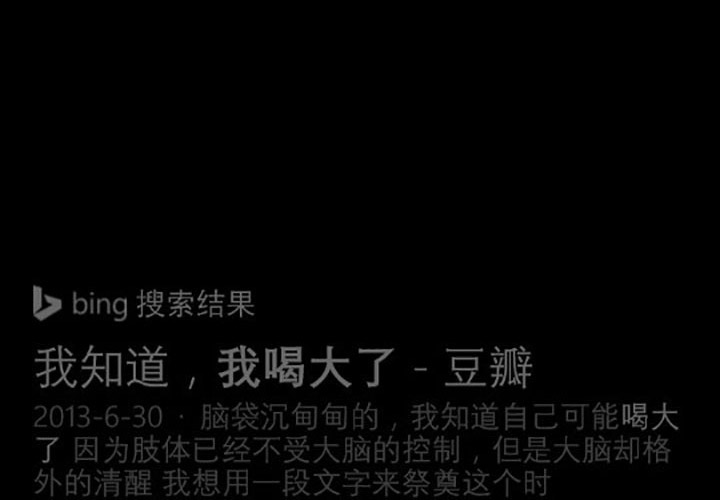 bing 搜索结果
我知道，我喝大了 - 豆瓣
2013-6-30 · 脑袋沉甸甸的，我知道自己可能喝大
了 因为肢体已经不受大脑的控制，但是大脑却格
外的清醒 我想用一段文字来祭奠这个时